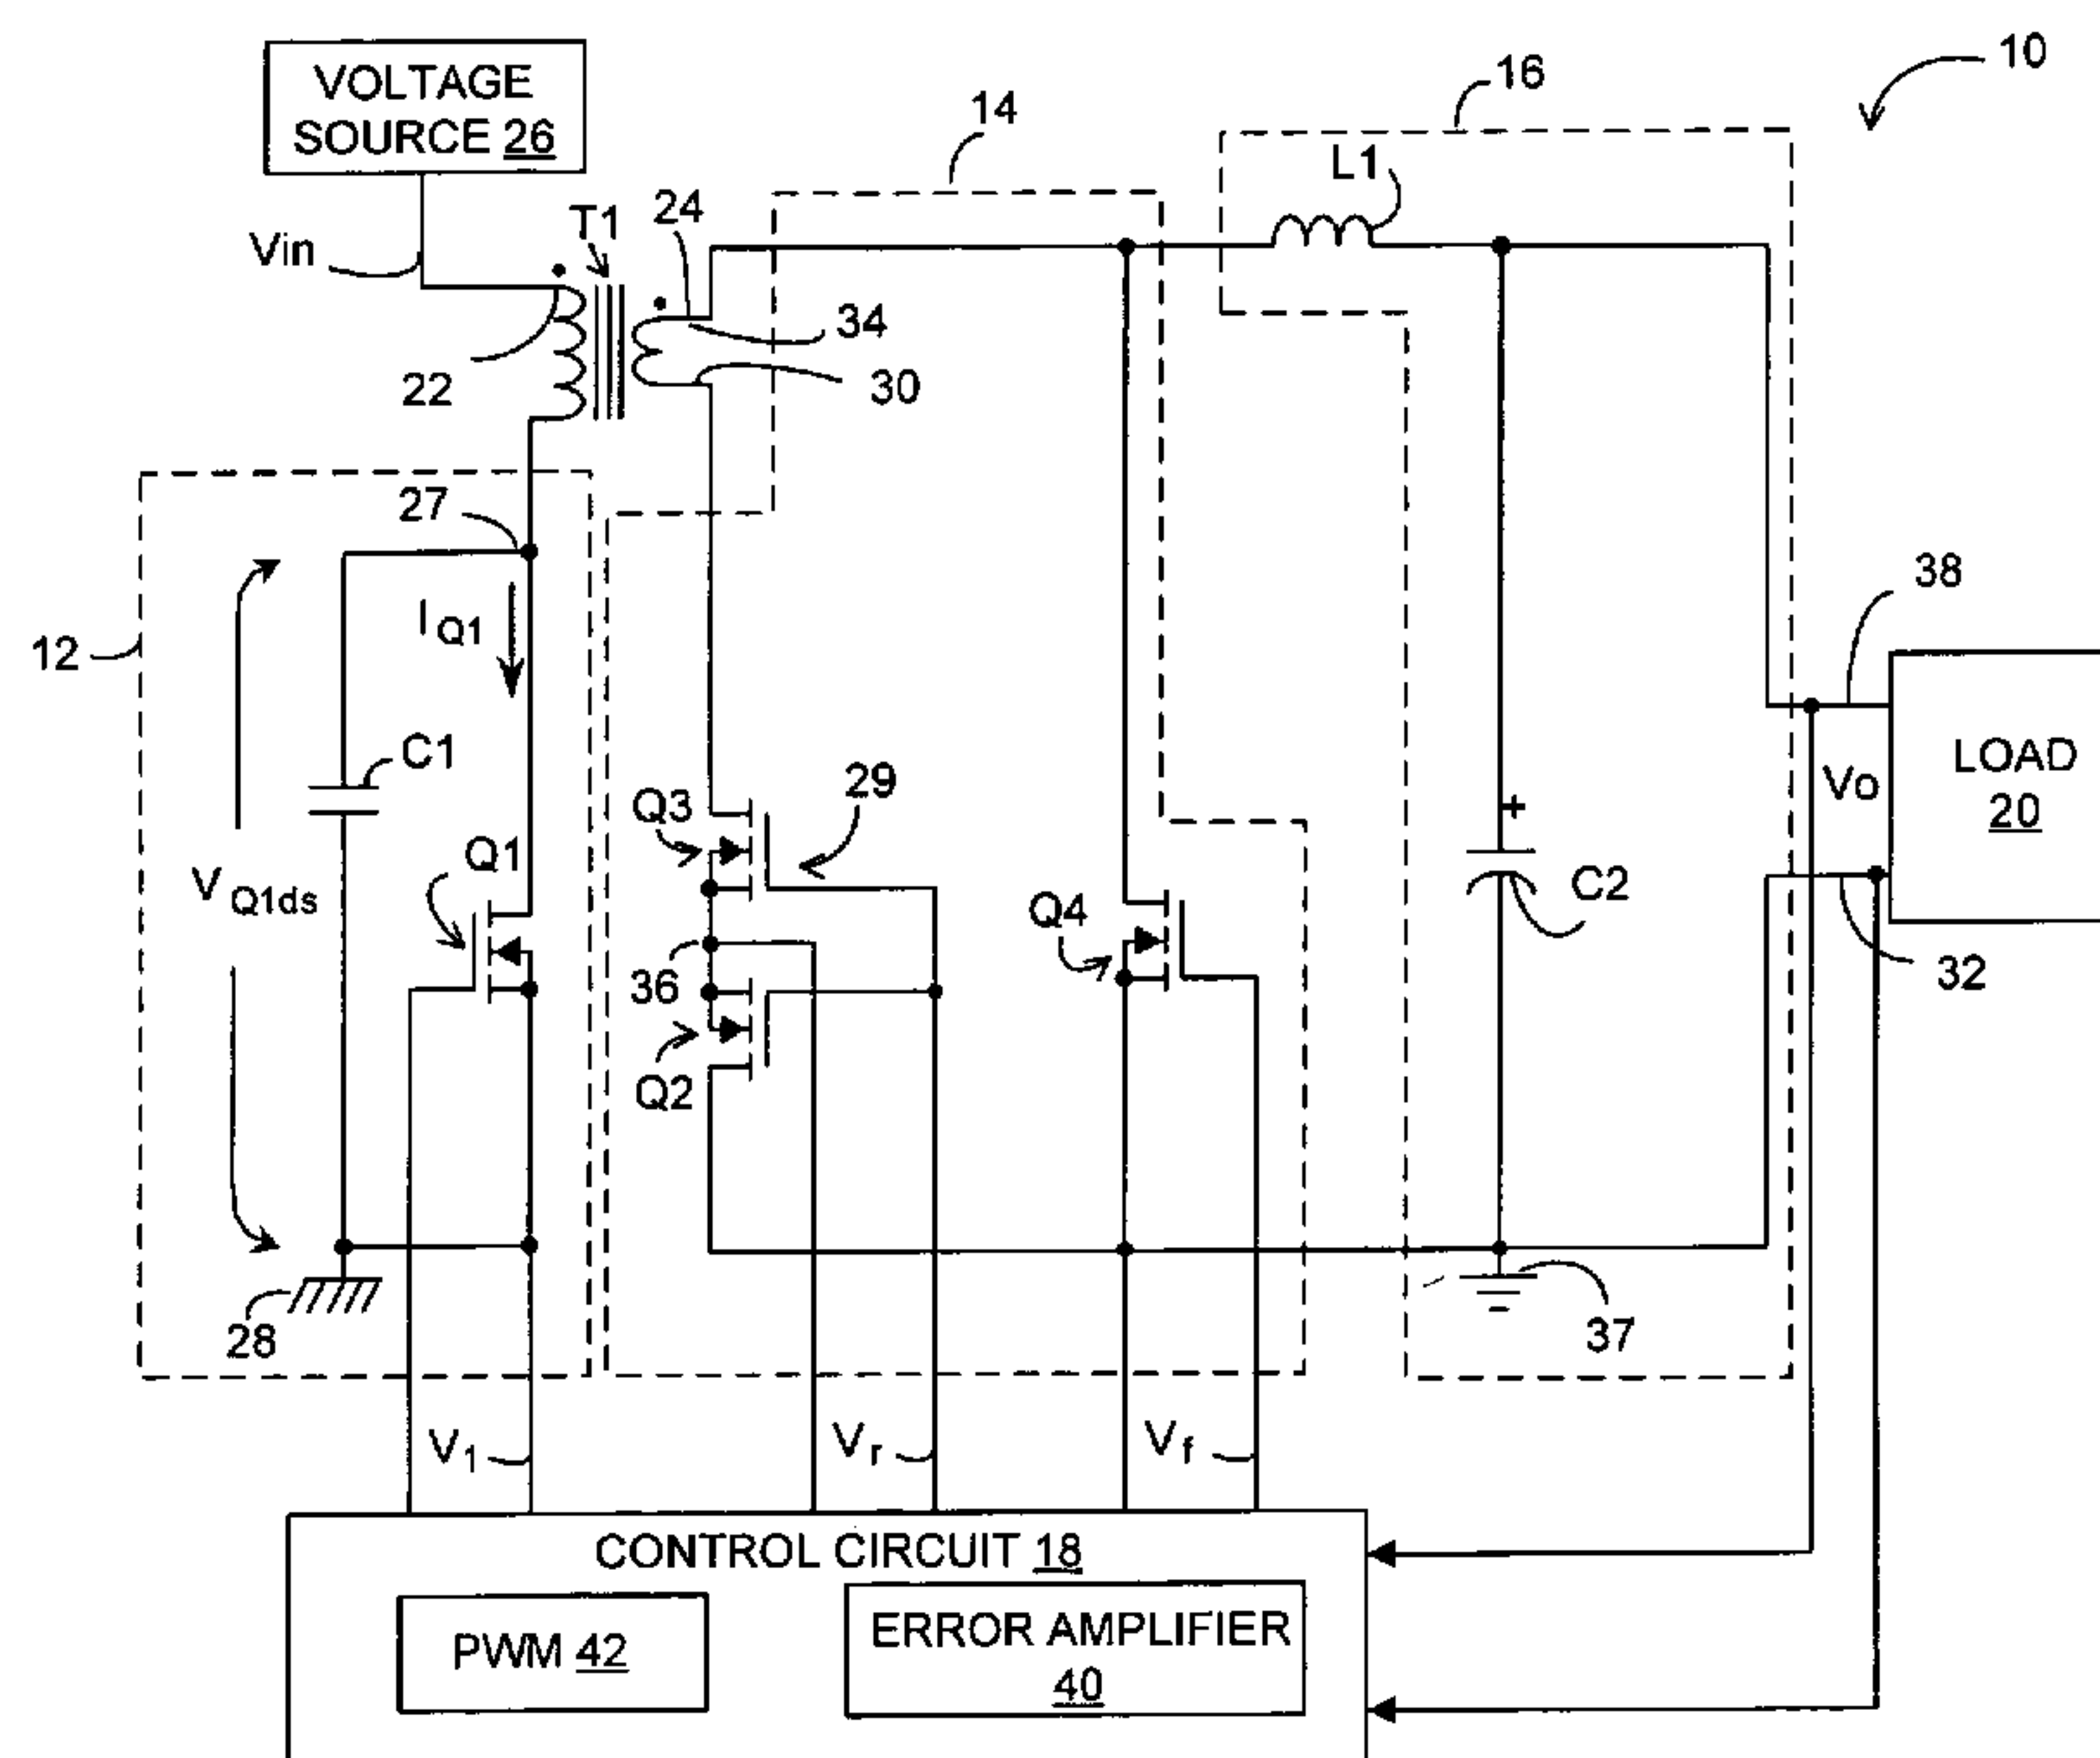 VOLTAGE
SOURCE 26
10
16
14
L1
24
T1
Vin
34
22
30
27
38
I Q1
12
C1
29
Q3
LOAD
20
Vo
Q1
V Q1ds
Q4
C2
36
32
Q2
28
37
V1
Vr
Vf
CONTROL CIRCUIT 18
PWM 42
ERROR AMPLIFIER
40
+